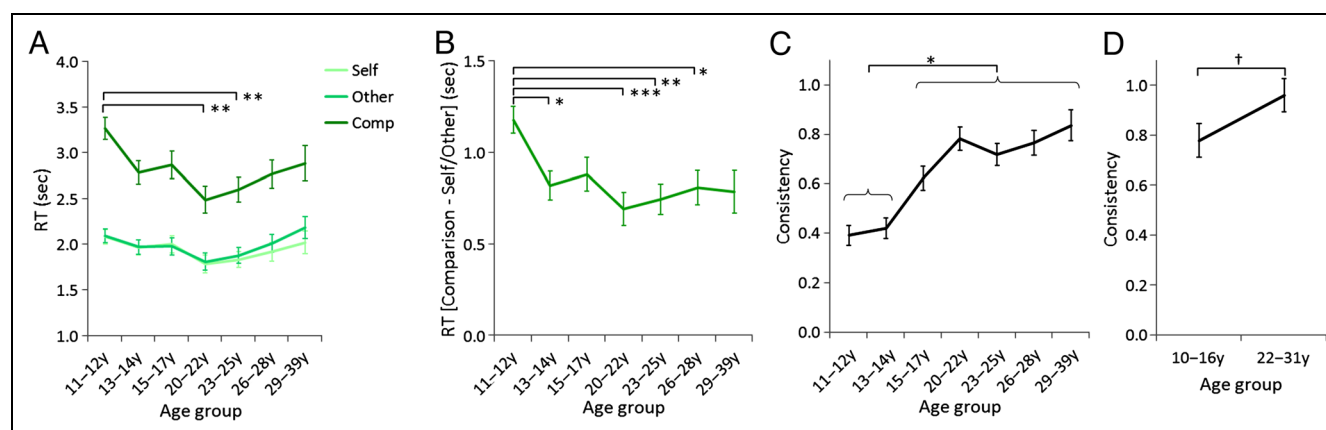 A
RT (sec)
4.0
3.5
3.0
2.5
2.0
1.5
1.0
**
**
Self
Other
Comp
11–12y
13–14y
15–17y
20–22y
23–25y
26–28y
29–39y
Age group
B
RT [Comparison - Self/Other] (sec)
1.5
1.0
0.5
0.0
*
**
***
*
11–12y
13–14y
15–17y
20–22y
23–25y
26–28y
29–39y
Age group
C
Consistency
1.0
0.8
0.6
0.4
0.2
0.0
*
11–12y
13–14y
15–17y
20–22y
23–25y
26–28y
29–39y
Age group
D
Consistency
1.0
0.8
0.6
0.4
0.2
0.0
†
10–16y
22–31y
Age group